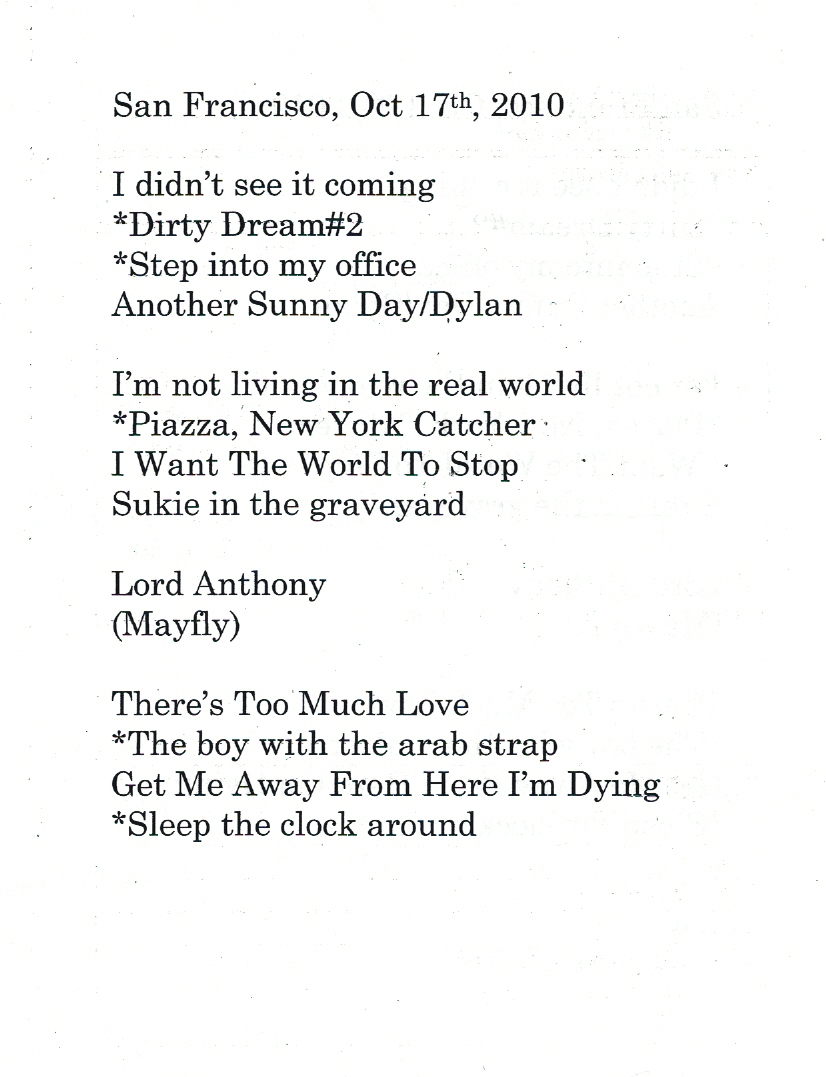 San Francisco, Oct 17th, 2010
I didn't see it coming
*Dirty Dream#2
*Step into my office
Another Sunny Day/Dylan
I'm not living in the real world
*Piazza, New York Catcher
I Want The World To Stop
Sukie in the graveyard
Lord Anthony
(Mayfly)
There's Too Much Love
*The boy with the arab strap
Get Me Away From Here I'm Dying
*Sleep the clock around